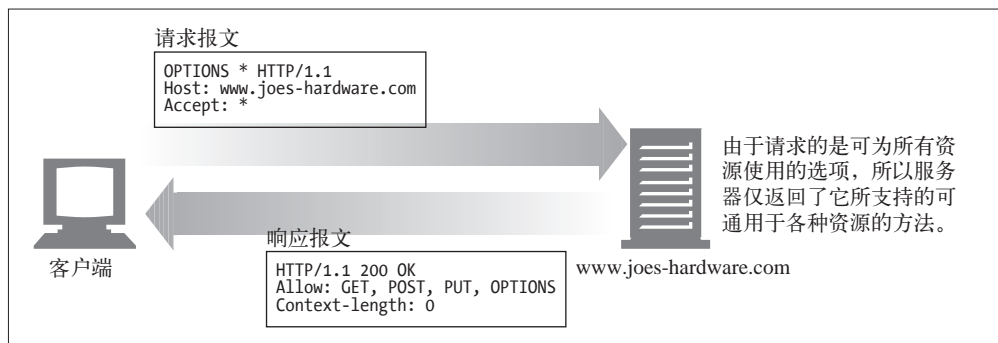 请求报文
OPTIONS * HTTP/1.1
Host: www.joes-hardware.com
Accept: *
由于请求的是可为所有资
源使用的选项，所以服务
器仅返回了它所支持的可
通用于各种资源的方法。
客户端
www.joes-hardware.com
响应报文
HTTP/1.1 200 OK
Allow: GET, POST, PUT, OPTIONS
Context-length: 0